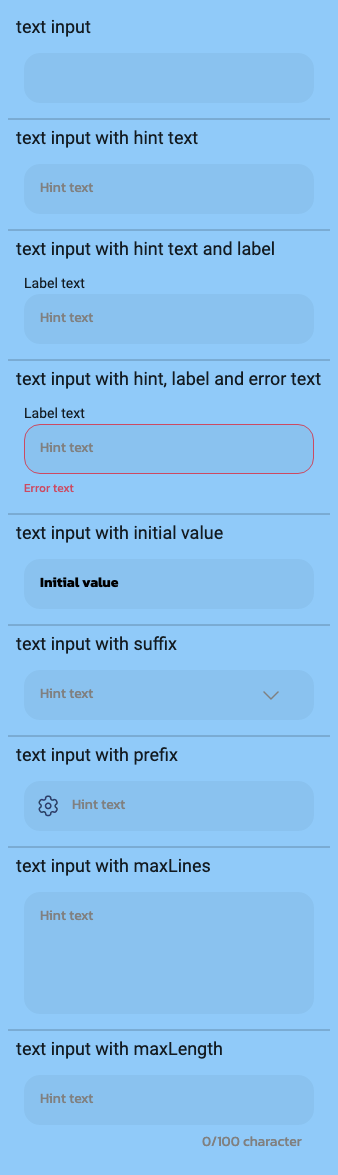 text input
text input with hint text
Hint text
text input with hint text and label
Label text
Hint text
text input with hint, label and error text
Label text
Hint text
Error text
text input with initial value
Initial value
text input with suffix
Hint text
text input with prefix
Hint text
text input with maxLines
Hint text
text input with maxLength
Hint text
0/100 character